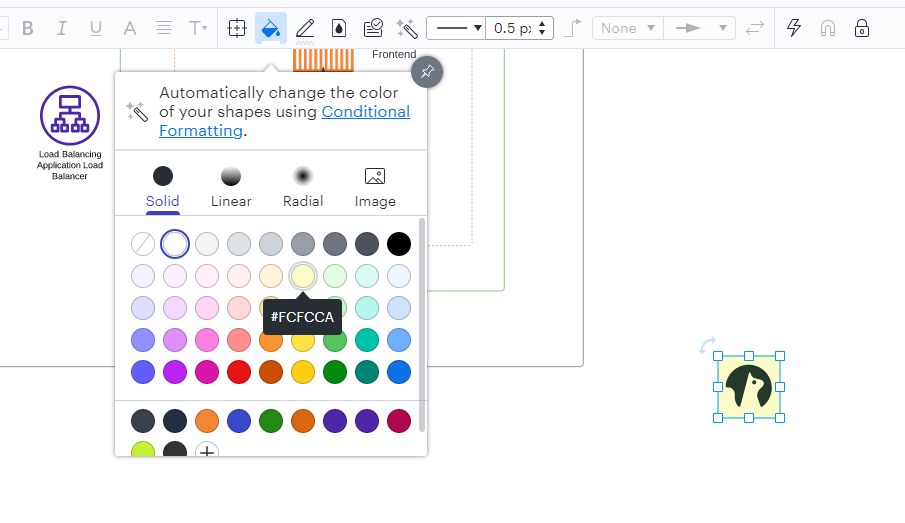 B I U A T
0.5 px
None
Frontend
Automatically change the color
of your shapes using Conditional
Formatting.
Load Balancing
Application Load
Balancer
Solid Linear Radial Image
#FCFCCA